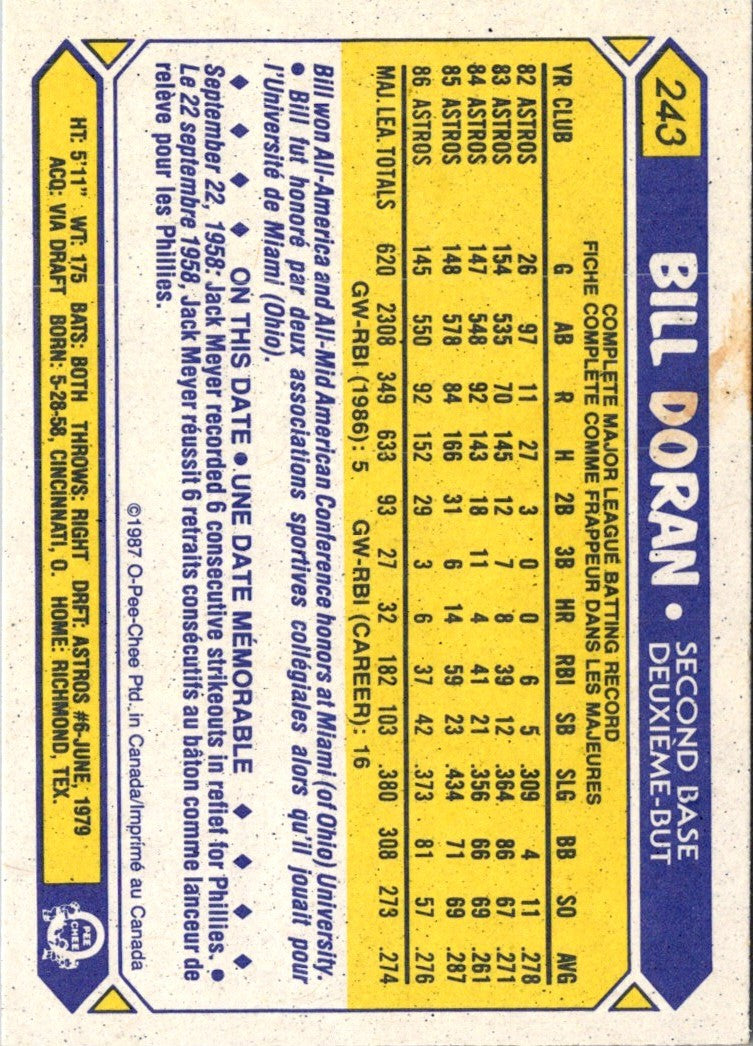 243
BILL DORAN • SECOND BASE
DEUXIÈME-BUT
COMPLETE MAJOR LEAGUE BATTING RECORD
FICHE COMPLÈTE COMME FRAPPEUR DANS LES MAJEURES
YR CLUB G AB R H 2B 3B HR RBI SB SLG BB SO AVG
82 ASTROS 26 97 11 27 3 0 0 6 5 .309 4 11 .278
83 ASTROS 154 535 70 145 12 7 8 39 12 .364 86 67 .271
84 ASTROS 147 548 92 143 18 11 4 41 21 .356 66 69 .261
85 ASTROS 148 578 84 166 31 6 14 59 23 .434 71 69 .287
86 ASTROS 145 550 92 152 29 3 6 37 42 .373 81 57 .276
MAJ. LEA. TOTALS 620 2308 349 633 93 27 32 182 103 .380 308 273 .274
GW-RBI (1986): 5 GW-RBI (CAREER): 16
Bill won All-America and All-Mid American Conference honors at Miami (of Ohio) University.
• Bill fut honoré par deux associations sportives collégiales alors qu'il jouait pour
l'Université de Miami (Ohio).
♦ ♦ ♦ ♦ ON THIS DATE • UNE DATE MÉMORABLE ♦ ♦ ♦ ♦
September 22, 1958: Jack Meyer recorded 6 consecutive strikeouts in relief for Phillies. •
Le 22 septembre 1958, Jack Meyer réussit 6 retraits consécutifs au bâton comme lanceur de
relève pour les Phillies.
©1987 O-Pee-Chee Ptd. in Canada/Imprimé au Canada
HT: 5'11" WT: 175 BATS: BOTH THROWS: RIGHT DRFT: ASTROS #6-JUNE, 1979
ACQ: VIA DRAFT BORN: 5-28-58, CINCINNATI, O. HOME: RICHMOND, TEX.
O
PEE
CHEE